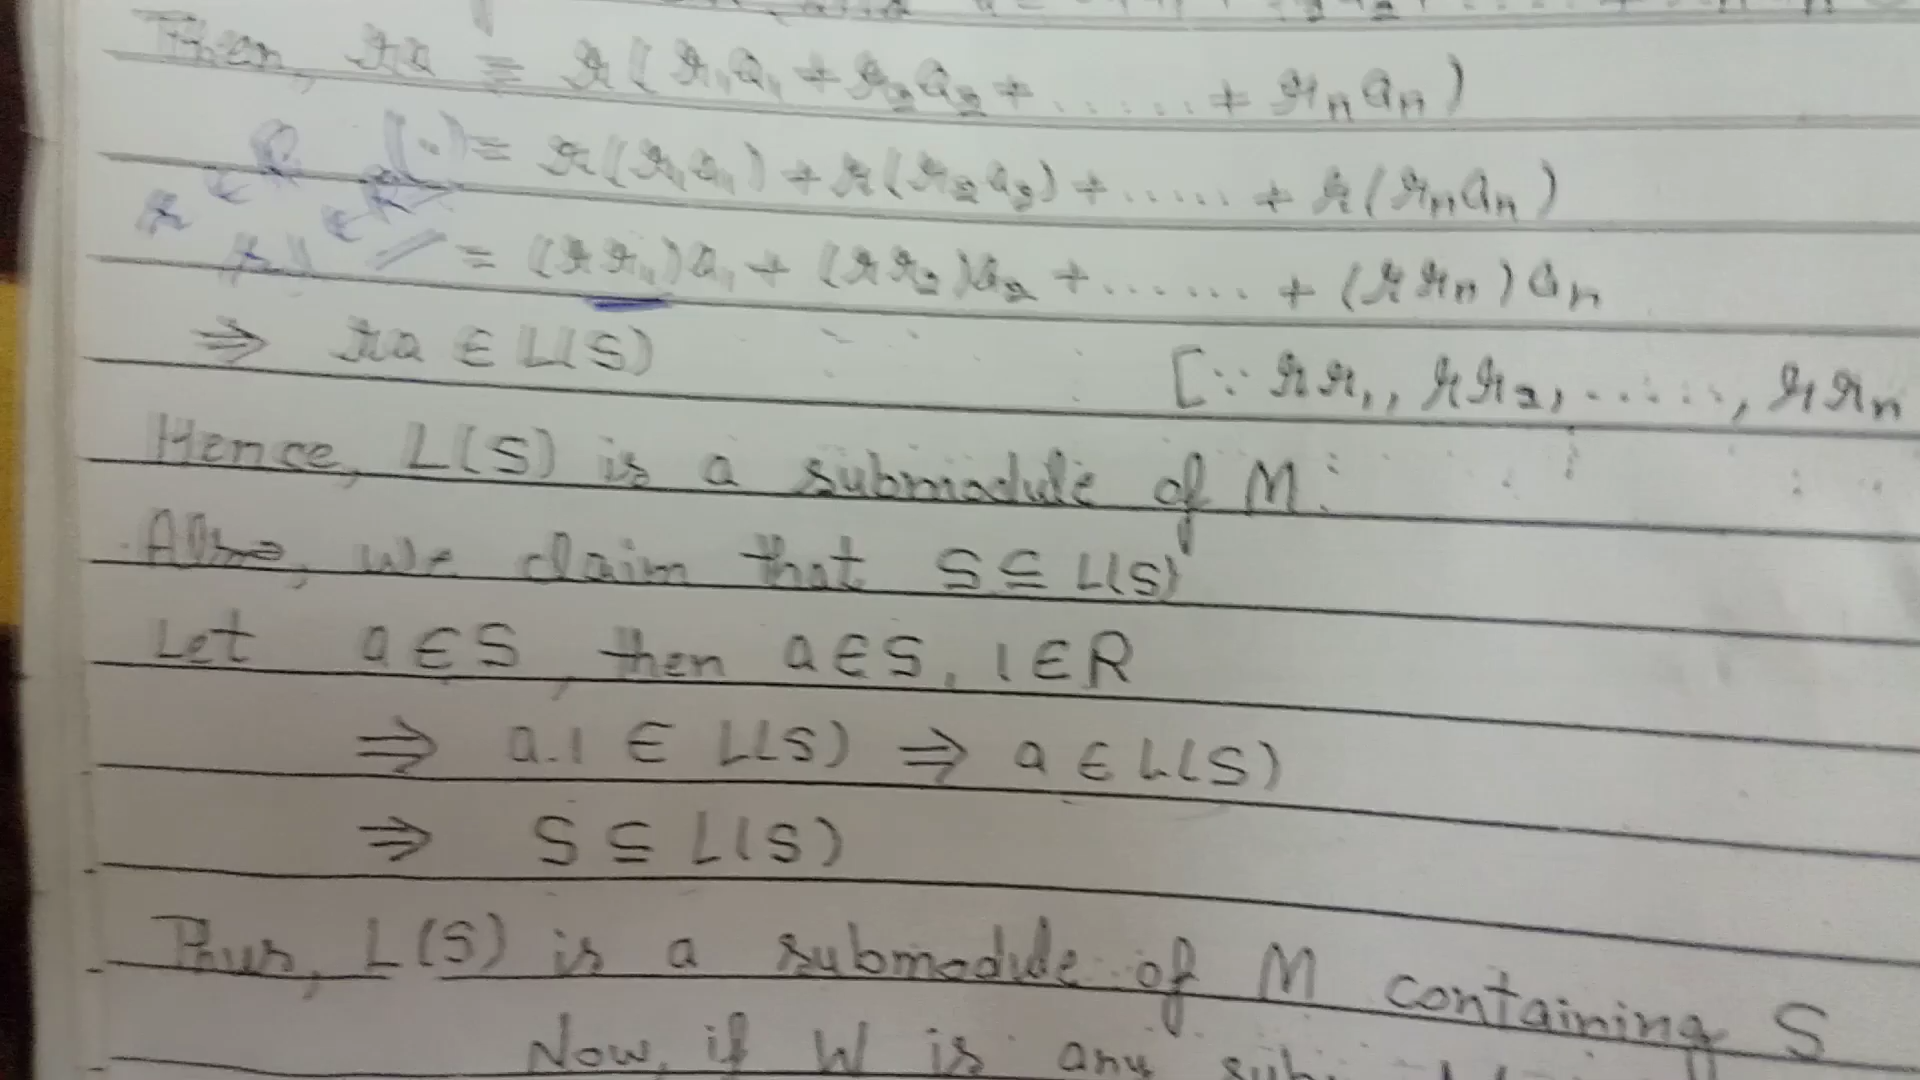 Then, ra = r(r₁a₁ + r₂a₂ + ...... + rₙaₙ)
= r(r₁a₁) + r(r₂a₂) + ...... + r(rₙaₙ)
= (rr₁)a₁ + (rr₂)a₂ + ....... + (rrₙ)aₙ
⇒ ra ∈ L(S) [∵ rr₁, rr₂, ......, rrₙ
Hence, L(S) is a submodule of M.
Also, we claim that S ⊆ L(S)
Let a ∈ S, then a ∈ S, 1 ∈ R
⇒ a.1 ∈ L(S) ⇒ a ∈ L(S)
⇒ S ⊆ L(S)
Thus, L(S) is a submodule of M containing S
Now, if W is any